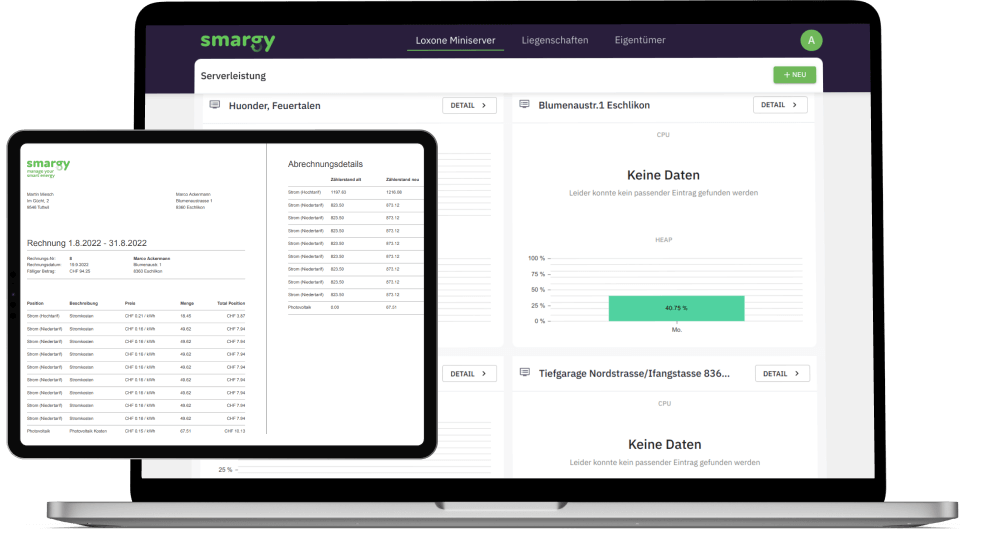 smargy
Loxone Miniserver
Liegenschaften
Eigentümer
A
Serverleistung
+ NEU
Huonder, Feuertalen
DETAIL >
Blumenaustr.1 Eschlikon
DETAIL >
CPU
Keine Daten
Leider konnte kein passender Eintrag gefunden werden
HEAP
100 %
75 %
50 %
25 %
0 %
40.75 %
Mo.
DETAIL >
Tiefgarage Nordstrasse/Ifangstasse 836...
DETAIL >
CPU
Keine Daten
Leider konnte kein passender Eintrag gefunden werden
25 %
smargy
manage your
smart energy
Martin Miesch
Im Göcht, 2
Marco Ackermann
Blumenaustrasse 1
8360 Eschlikon
Rechnung 1.8.2022 - 31.8.2022
Rechnungs-Nr.
Rechnungsdatum 19.9.2022
Fälliger Betrag CHF 94.25
Marco Ackermann
Blumenaustr. 1
8360 Eschlikon
Position Beschreibung Preis Menge Total Position
Strom (Hochtarif) Stromkosten CHF 0.21 / kWh 18.45 CHF 3.87
Strom (Niedertarif) Stromkosten CHF 0.16 / kWh 49.62 CHF 7.94
Strom (Niedertarif) Stromkosten CHF 0.16 / kWh 49.62 CHF 7.94
Strom (Niedertarif) Stromkosten CHF 0.16 / kWh 49.62 CHF 7.94
Strom (Niedertarif) Stromkosten CHF 0.16 / kWh 49.62 CHF 7.94
Strom (Niedertarif) Stromkosten CHF 0.16 / kWh 49.62 CHF 7.94
Strom (Niedertarif) Stromkosten CHF 0.16 / kWh 49.62 CHF 7.94
Strom (Niedertarif) Stromkosten CHF 0.16 / kWh 49.62 CHF 7.94
Strom (Niedertarif) Stromkosten CHF 0.16 / kWh 49.62 CHF 7.94
Photovoltaik Photovoltaik Kosten CHF 0.15 / kWh 67.51 CHF 10.13
Abrechnungsdetails
Zählerstand alt Zählerstand neu
Strom (Hochtarif) 1197.61 1216.06
Strom (Niedertarif) 823.50 873.12
Strom (Niedertarif) 823.50 873.12
Strom (Niedertarif) 823.50 873.12
Strom (Niedertarif) 823.50 873.12
Strom (Niedertarif) 823.50 873.12
Strom (Niedertarif) 823.50 873.12
Strom (Niedertarif) 823.50 873.12
Strom (Niedertarif) 823.50 873.12
Photovoltaik 0.00 67.51